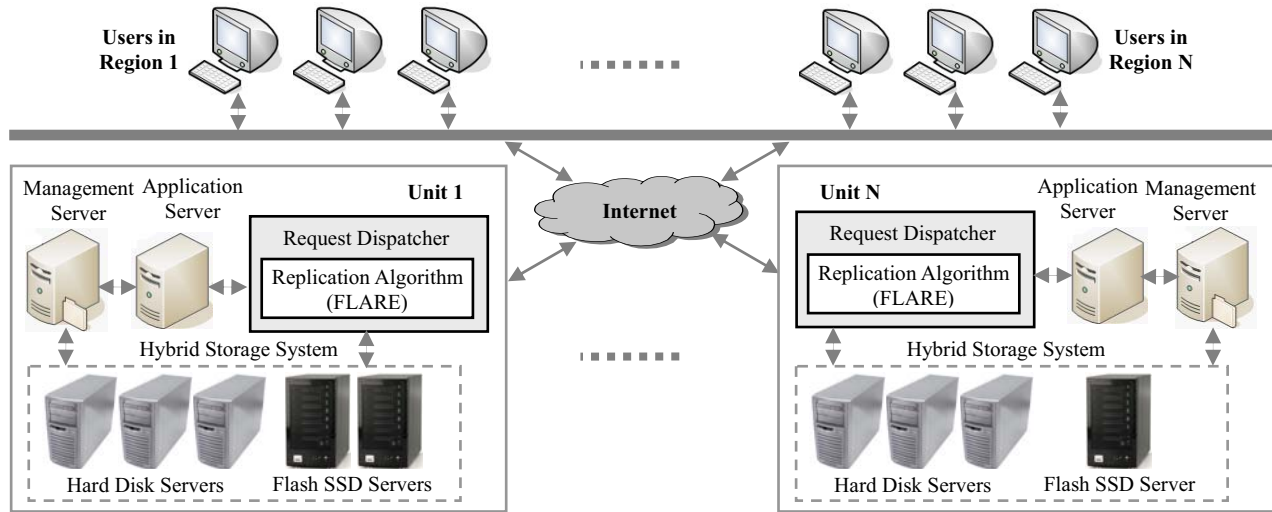 Users in
Region 1
Users in
Region N
Management
Server
Application
Server
Unit 1
Request Dispatcher
Replication Algorithm
(FLARE)
Hybrid Storage System
Hard Disk Servers
Flash SSD Servers
Internet
Unit N
Request Dispatcher
Replication Algorithm
(FLARE)
Application
Server
Management
Server
Hybrid Storage System
Hard Disk Servers
Flash SSD Server